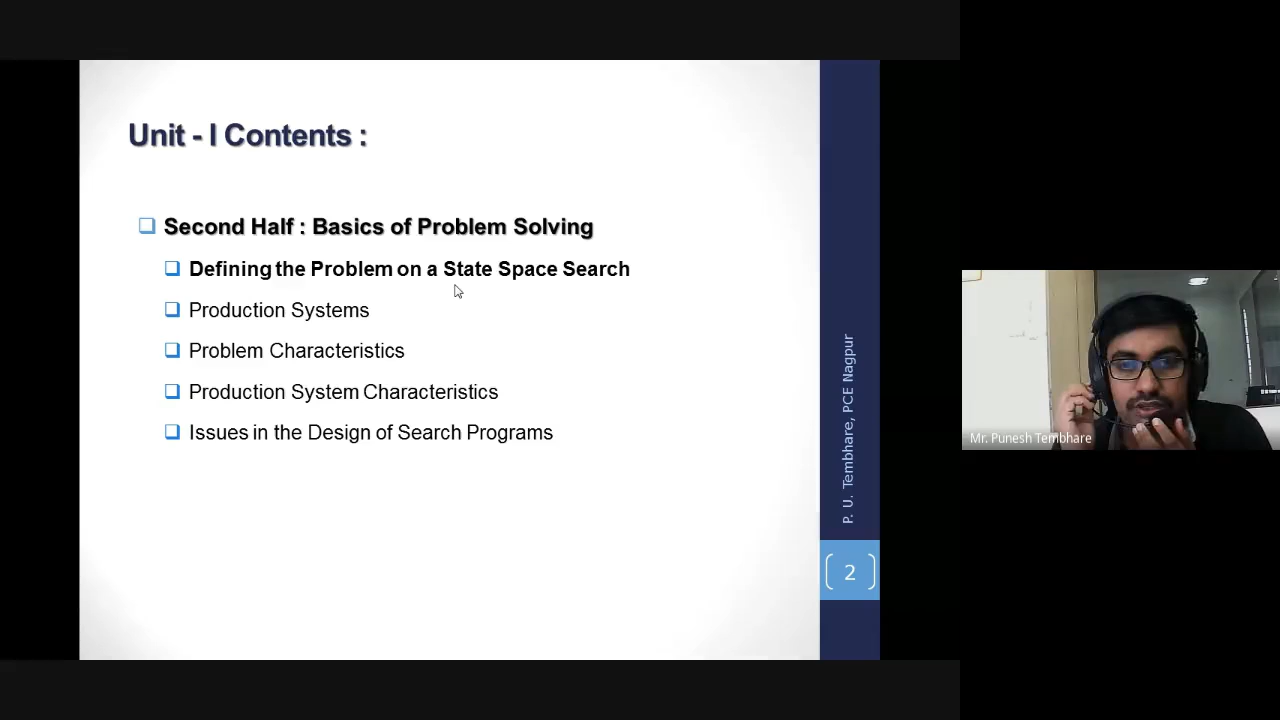 Unit - I Contents :
Second Half : Basics of Problem Solving
Defining the Problem on a State Space Search
Production Systems
Problem Characteristics
Production System Characteristics
Issues in the Design of Search Programs
P. U. Tembhare, PCE Nagpur
2
Mr. Punesh Tembhare